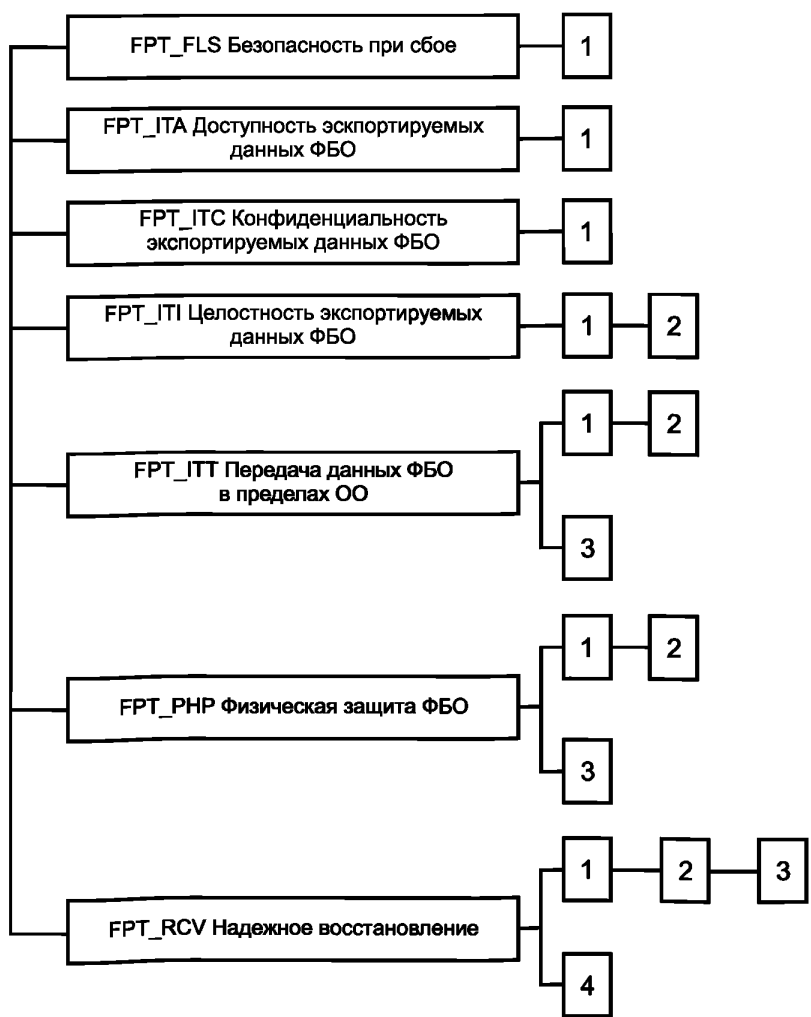 FPT_FLS Безопасность при сбое
1
FPT_ITA Доступность эскпортируемых
данных ФБО
1
FPT_ITC Конфиденциальность
экспортируемых данных ФБО
1
FPT_ITI Целостность экспортируемых
данных ФБО
1
2
FPT_ITT Передача данных ФБО
в пределах ОО
1
2
3
FPT_PHP Физическая защита ФБО
1
2
3
FPT_RCV Надежное восстановление
1
2
3
4